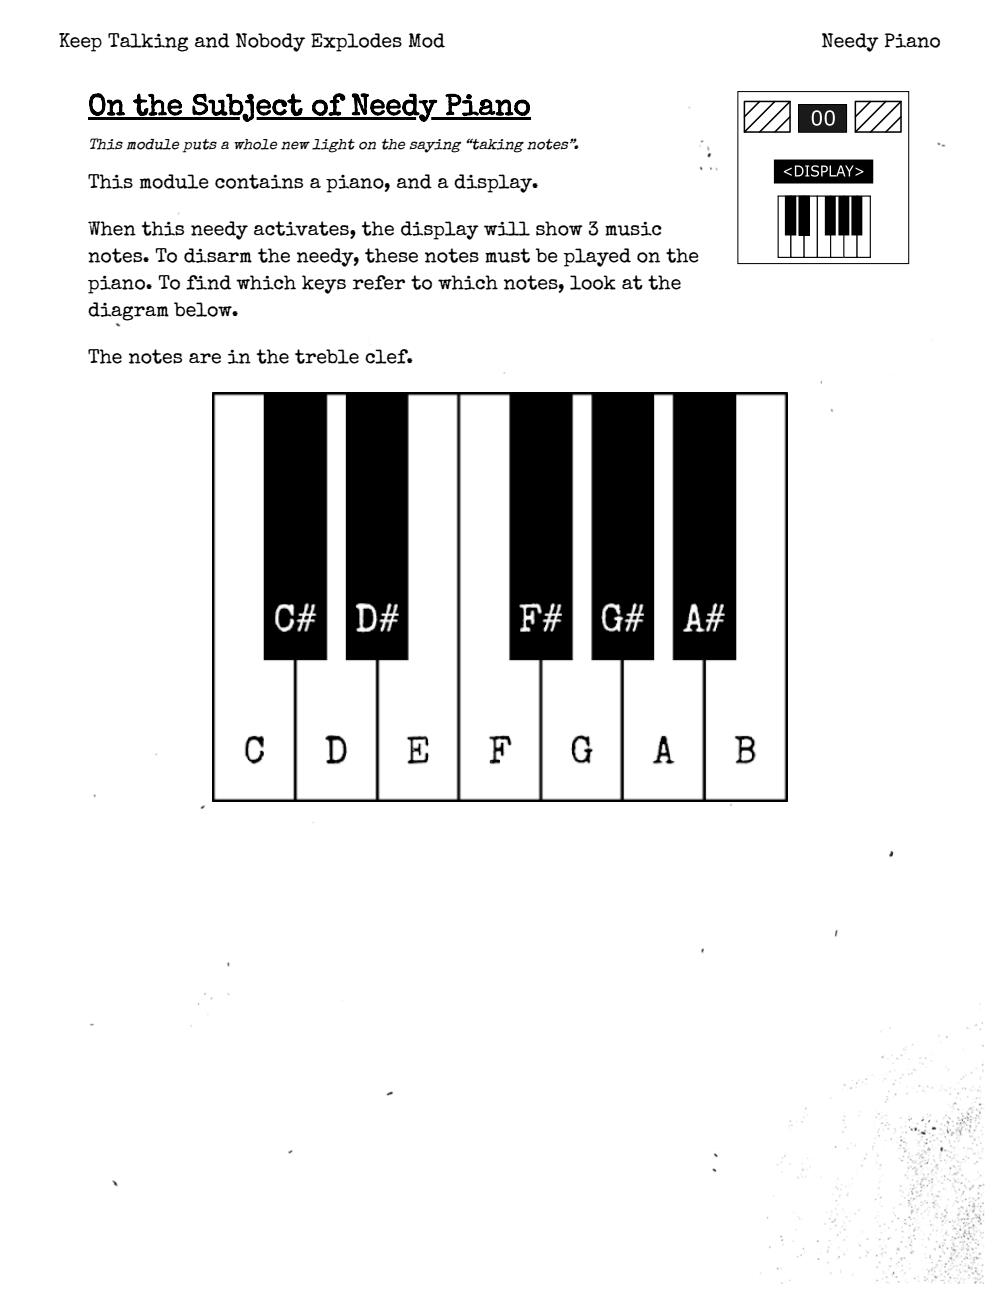 Keep Talking and Nobody Explodes Mod
Needy Piano
On the Subject of Needy Piano
This module puts a whole new light on the saying “taking notes”.
This module contains a piano, and a display.
When this needy activates, the display will show 3 music
notes. To disarm the needy, these notes must be played on the
piano. To find which keys refer to which notes, look at the
diagram below.
The notes are in the treble clef.
00
<DISPLAY>
C# D# F# G# A#
C D E F G A B